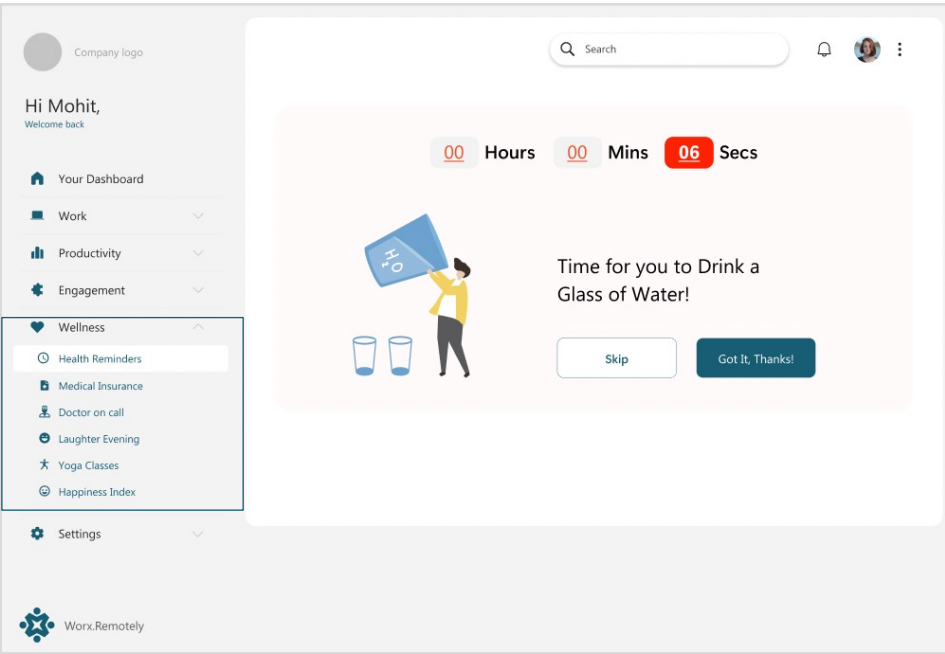 Company logo
Search
Hi Mohit,
Welcome back
00 Hours 00 Mins 06 Secs
Your Dashboard
Work
Productivity
Engagement
Wellness
Health Reminders
Medical Insurance
Doctor on call
Laughter Evening
Yoga Classes
Happiness Index
Settings
H2O
Time for you to Drink a
Glass of Water!
Skip
Got It, Thanks!
Worx.Remotely